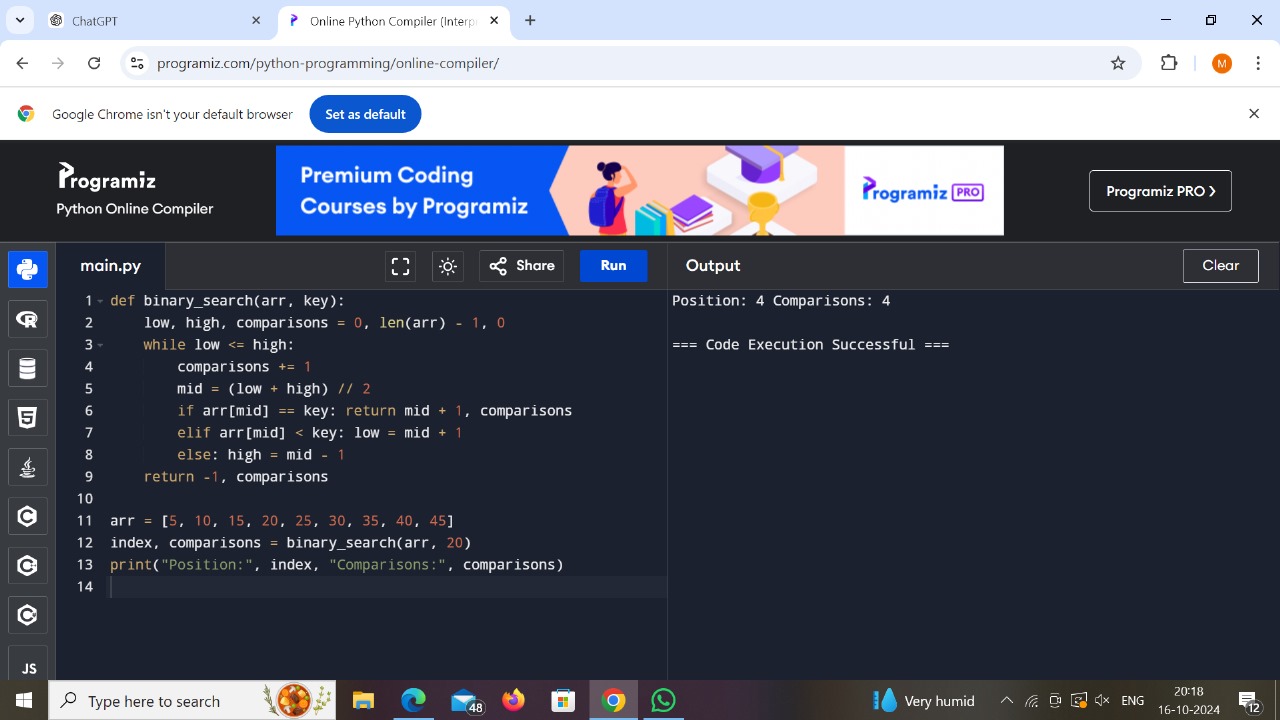 ChatGPT
Online Python Compiler (Interp
programiz.com/python-programming/online-compiler/
M
Google Chrome isn't your default browser
Set as default
Programiz
Python Online Compiler
Premium Coding
Courses by Programiz
Programiz PRO
Programiz PRO ❯
main.py
Share
Run
Output
Clear
1 def binary_search(arr, key):
2     low, high, comparisons = 0, len(arr) - 1, 0
3     while low <= high:
4         comparisons += 1
5         mid = (low + high) // 2
6         if arr[mid] == key: return mid + 1, comparisons
7         elif arr[mid] < key: low = mid + 1
8         else: high = mid - 1
9     return -1, comparisons
10
11 arr = [5, 10, 15, 20, 25, 30, 35, 40, 45]
12 index, comparisons = binary_search(arr, 20)
13 print("Position:", index, "Comparisons:", comparisons)
14
Position: 4 Comparisons: 4
=== Code Execution Successful ===
R
5
C
C
C
JS
Type here to search
48
Very humid
ENG
20:18
16-10-2024
12